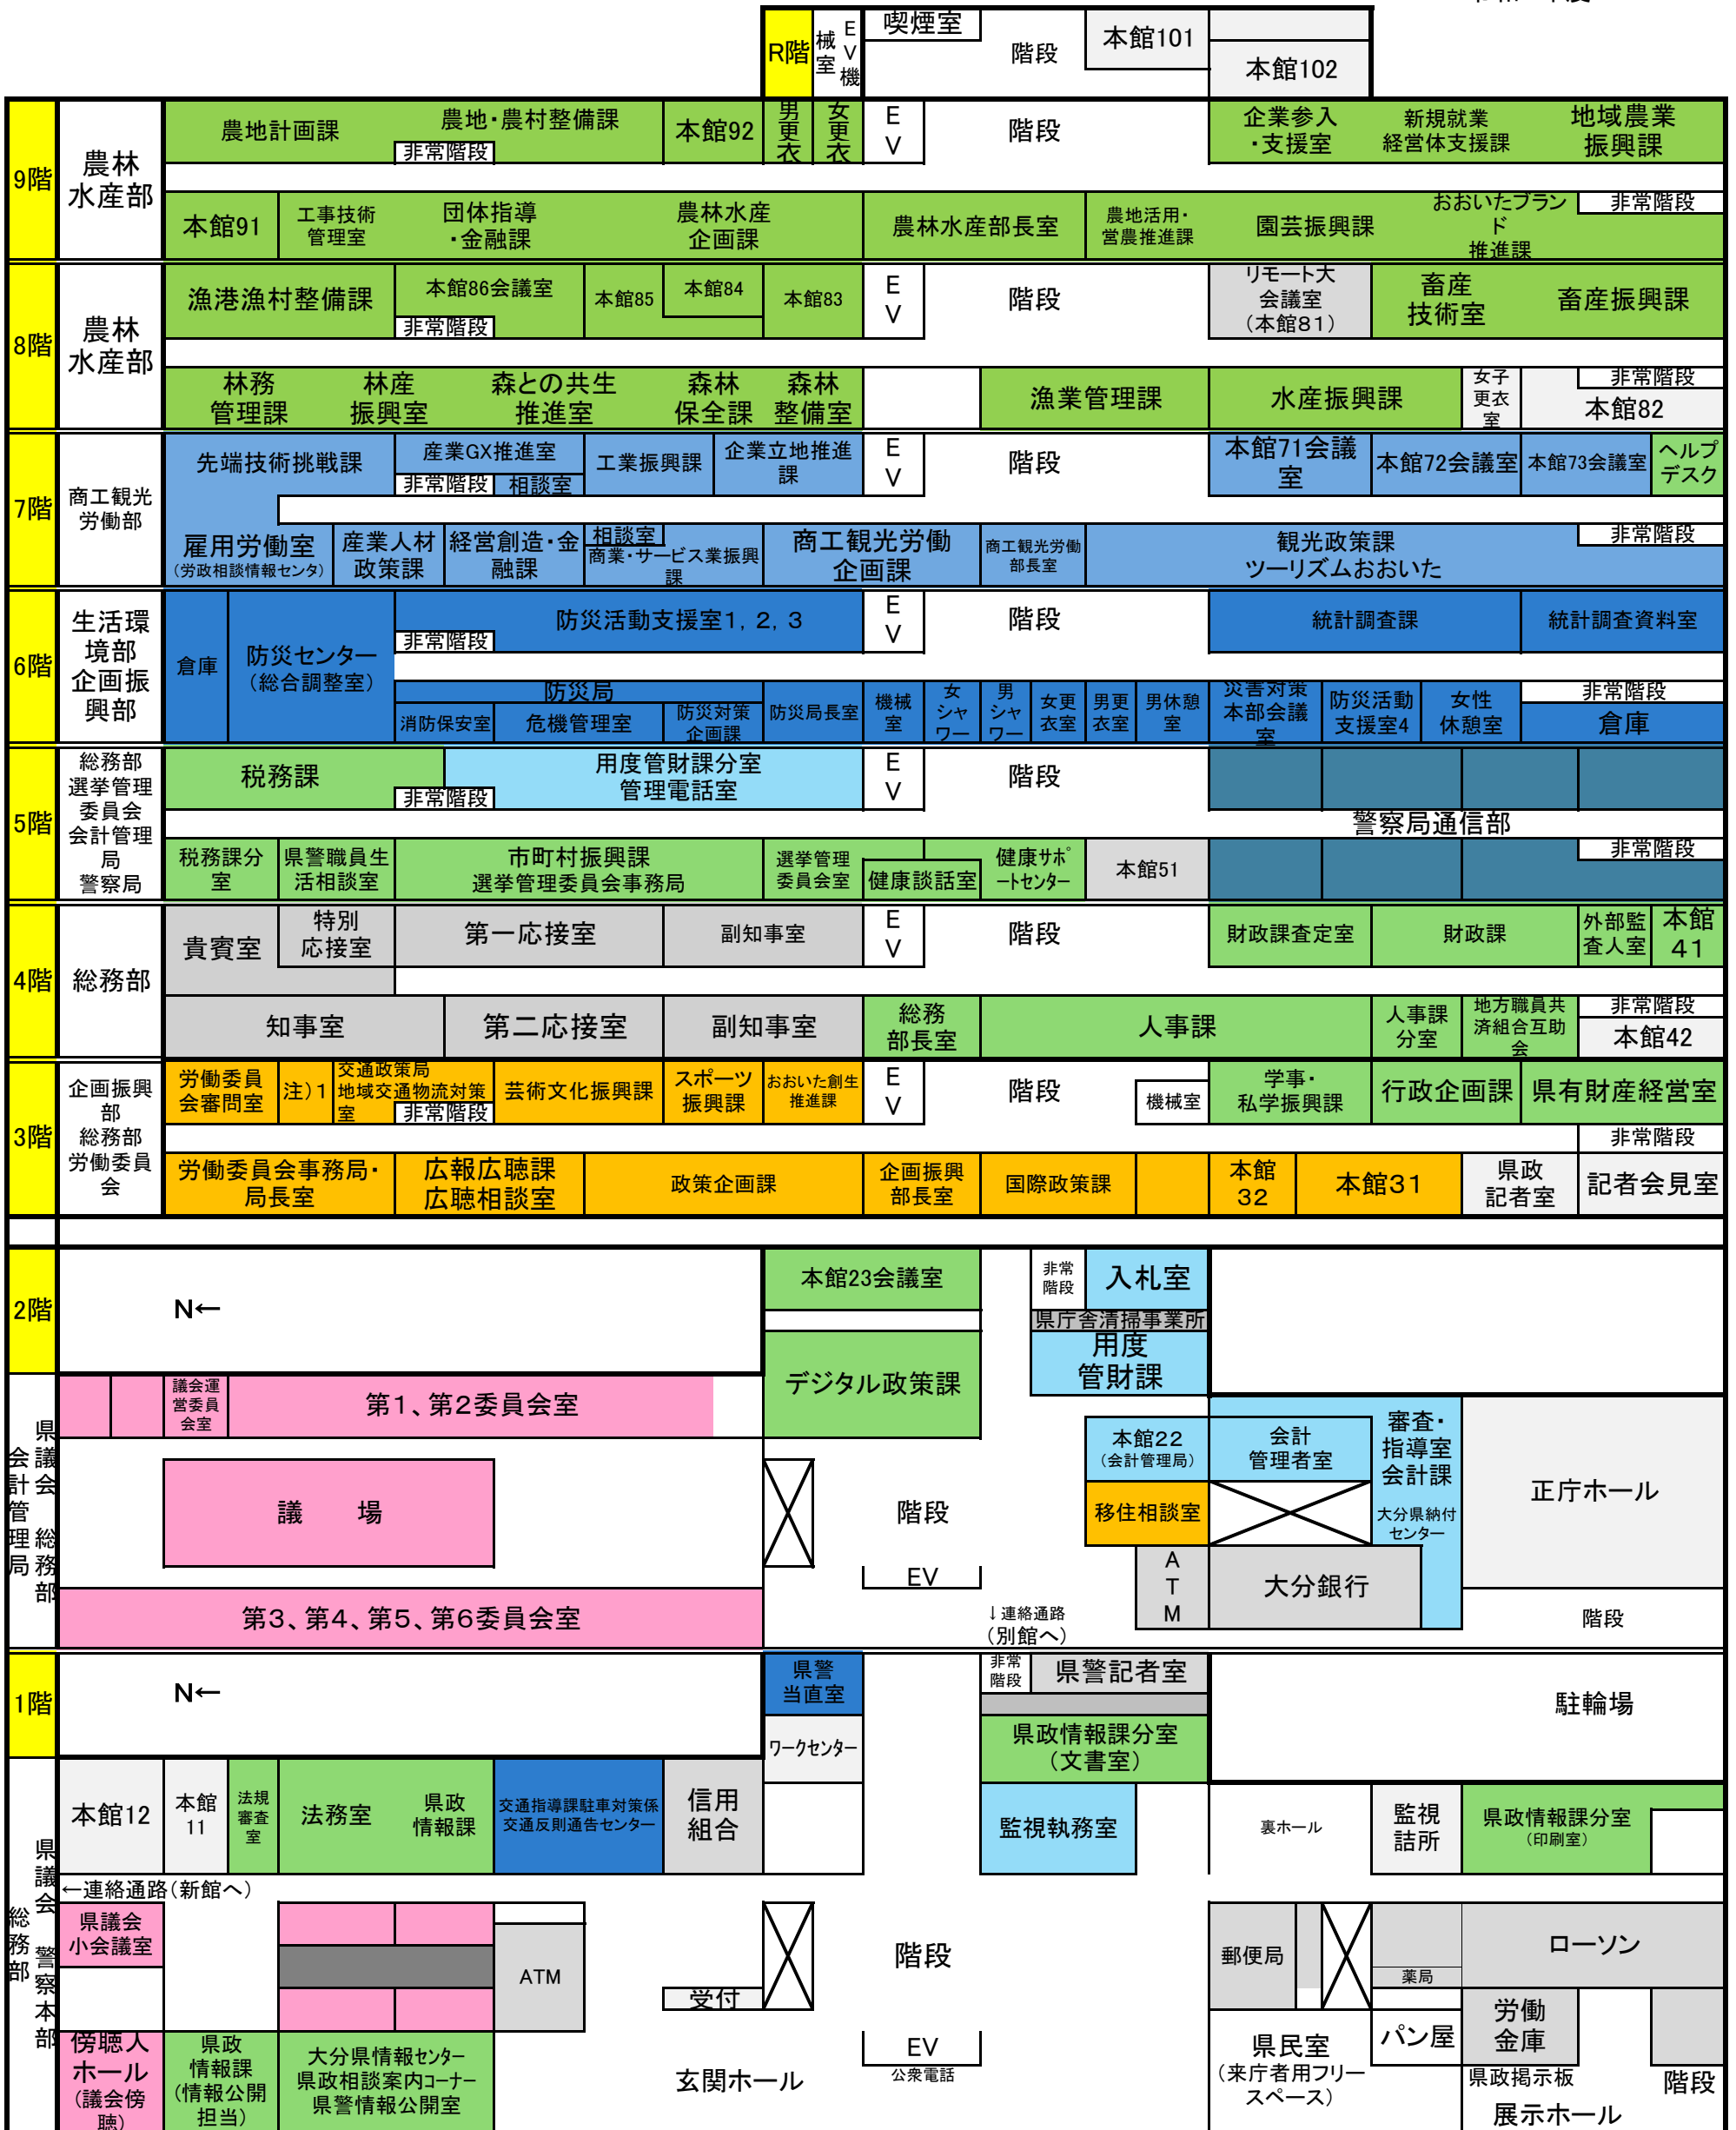 R階
EV機械室
喫煙室
階段
本館101
本館102
9階
農林
水産部
農地計画課
農地・農村整備課
非常階段
本館92
男更衣
女更衣
EV
階段
企業参入
・支援室
新規就業
経営体支援課
地域農業
振興課
本館91
工事技術
管理室
団体指導
・金融課
農林水産
企画課
農林水産部長室
農地活用・
営農推進課
園芸振興課
おおいたブラン
ド
推進課
非常階段
8階
農林
水産部
漁港漁村整備課
本館86会議室
非常階段
本館85
本館84
本館83
EV
階段
リモート大
会議室
(本館81)
畜産
技術室
畜産振興課
林務
管理課
林産
振興室
森との共生
推進室
森林
保全課
森林
整備室
漁業管理課
水産振興課
女子
更衣
室
非常階段
本館82
7階
商工観光
労働部
先端技術挑戦課
産業GX推進室
非常階段
相談室
工業振興課
企業立地推進
課
EV
階段
本館71会議
室
本館72会議室
本館73会議室
ヘルプ
デスク
雇用労働室
(労政相談情報センタ)
産業人材
政策課
経営創造・金
融課
相談室
商業・サービス業振興
課
商工観光労働
企画課
商工観光労働
部長室
観光政策課
ツーリズムおおいた
非常階段
6階
生活環
境部
企画振
興部
倉庫
防災センター
(総合調整室)
防災活動支援室1, 2, 3
非常階段
EV
階段
統計調査課
統計調査資料室
防災局
消防保安室
危機管理室
防災対策
企画課
防災局長室
機械
室
女
シャ
ワー
男
シャ
ワー
女更
衣室
男更
衣室
男休憩
室
災害対策
本部会議
室
防災活動
支援室4
女性
休憩室
非常階段
倉庫
5階
総務部
選挙管理
委員会
会計管理
局
警察局
税務課
非常階段
用度管財課分室
管理電話室
EV
階段
警察局通信部
税務課分
室
県警職員生
活相談室
市町村振興課
選挙管理委員会事務局
選挙管理
委員会室
健康談話室
健康サポ
ートセンター
本館51
非常階段
4階
総務部
貴賓室
特別
応接室
第一応接室
副知事室
EV
階段
財政課査定室
財政課
外部監
査人室
本館
41
知事室
第二応接室
副知事室
総務
部長室
人事課
人事課
分室
地方職員共
済組合互助
会
非常階段
本館42
3階
企画振興
部
総務部
労働委員
会
労働委員
会審問室
注)1
交通政策局
地域交通物流対策
室
非常階段
芸術文化振興課
スポーツ
振興課
おおいた創生
推進課
EV
階段
機械室
学事・
私学振興課
行政企画課
県有財産経営室
非常階段
労働委員会事務局・
局長室
広報広聴課
広聴相談室
政策企画課
企画振興
部長室
国際政策課
本館
32
本館31
県政
記者室
記者会見室
2階
N←
本館23会議室
非常
階段
入札室
県庁舎清掃事業所
用度
管財課
デジタル政策課
県議会 総務部
会計管理局
議会運
営委員
会室
第1、第2委員会室
本館22
(会計管理局)
会計
管理者室
審査・
指導室
会計課
大分県納付
センター
正庁ホール
議 場
階段
移住相談室
EV
ATM
大分銀行
第3、第4、第5、第6委員会室
↓連絡通路
(別館へ)
階段
1階
N←
県警
当直室
非常
階段
県警記者室
駐輪場
ワークセンター
県政情報課分室
(文書室)
県議会 警察本部
総務部
本館12
本館
11
法規
審査
室
法務室
県政
情報課
交通指導課駐車対策係
交通反則通告センター
信用
組合
監視執務室
裏ホール
監視
詰所
県政情報課分室
(印刷室)
←連絡通路(新館へ)
県議会
小会議室
ATM
受付
階段
郵便局
ローソン
薬局
傍聴人
ホール
(議会傍
聴)
県政
情報課
(情報公開
担当)
大分県情報センター
県政相談案内コーナー
県警情報公開室
玄関ホール
EV
公衆電話
県民室
(来庁者用フリー
スペース)
パン屋
労働
金庫
県政掲示板
階段
展示ホール